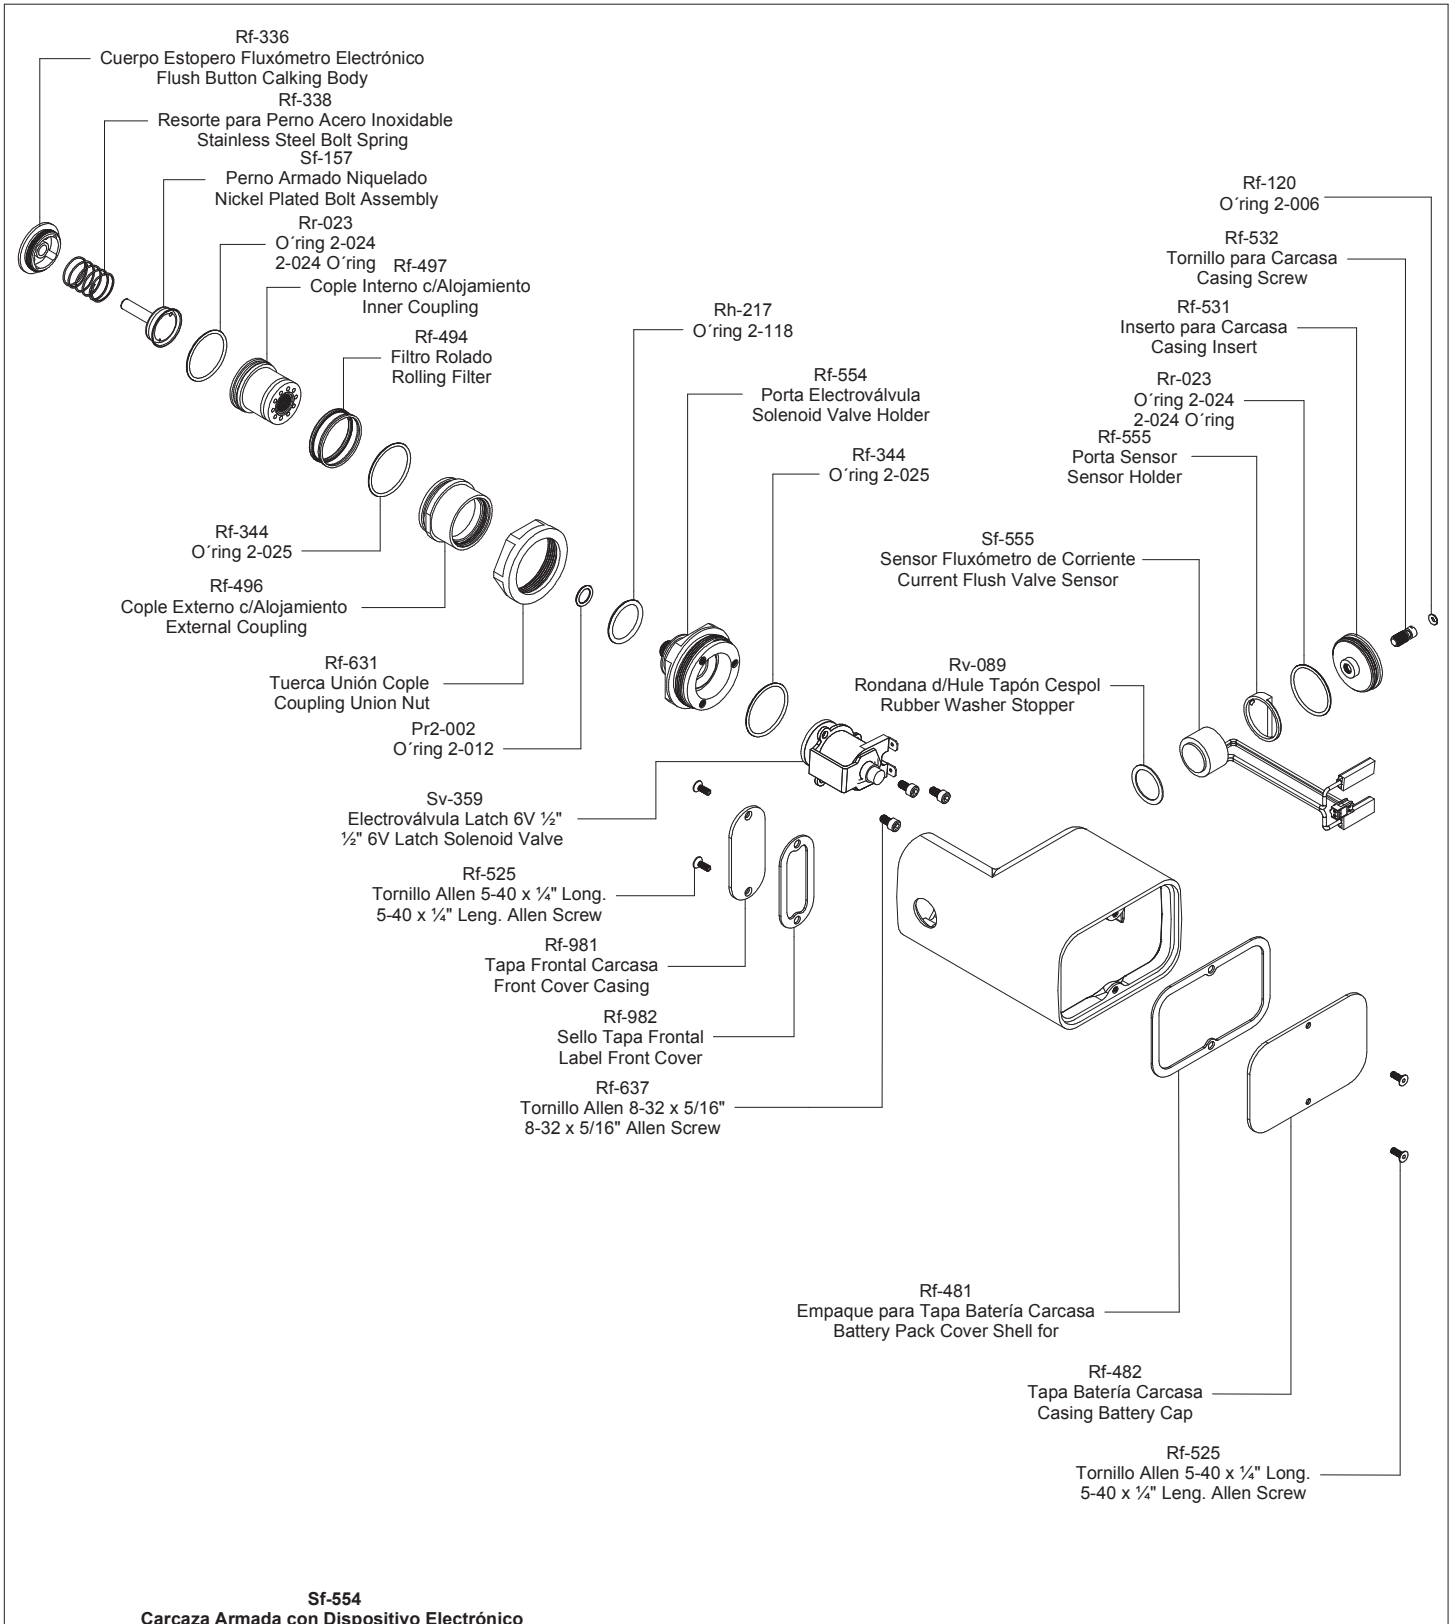 Rf-336
Cuerpo Estopero Fluxómetro Electrónico
Flush Button Calking Body
Rf-338
Resorte para Perno Acero Inoxidable
Stainless Steel Bolt Spring
Sf-157
Perno Armado Niquelado
Nickel Plated Bolt Assembly
Rr-023
O´ring 2-024
2-024 O´ring
Rf-497
Cople Interno c/Alojamiento
Inner Coupling
Rf-494
Filtro Rolado
Rolling Filter
Rf-344
O´ring 2-025
Rf-496
Cople Externo c/Alojamiento
External Coupling
Rf-631
Tuerca Unión Cople
Coupling Union Nut
Pr2-002
O´ring 2-012
Sv-359
Electroválvula Latch 6V ½"
½" 6V Latch Solenoid Valve
Rf-525
Tornillo Allen 5-40 x ¼" Long.
5-40 x ¼" Leng. Allen Screw
Rf-981
Tapa Frontal Carcasa
Front Cover Casing
Rf-982
Sello Tapa Frontal
Label Front Cover
Rf-637
Tornillo Allen 8-32 x 5/16"
8-32 x 5/16" Allen Screw
Rh-217
O´ring 2-118
Rf-554
Porta Electroválvula
Solenoid Valve Holder
Rf-344
O´ring 2-025
Rf-120
O´ring 2-006
Rf-532
Tornillo para Carcasa
Casing Screw
Rf-531
Inserto para Carcasa
Casing Insert
Rr-023
O´ring 2-024
2-024 O´ring
Rf-555
Porta Sensor
Sensor Holder
Sf-555
Sensor Fluxómetro de Corriente
Current Flush Valve Sensor
Rv-089
Rondana d/Hule Tapón Cespol
Rubber Washer Stopper
Rf-481
Empaque para Tapa Batería Carcasa
Battery Pack Cover Shell for
Rf-482
Tapa Batería Carcasa
Casing Battery Cap
Rf-525
Tornillo Allen 5-40 x ¼" Long.
5-40 x ¼" Leng. Allen Screw
Sf-554
Carcaza Armada con Dispositivo Electrónico